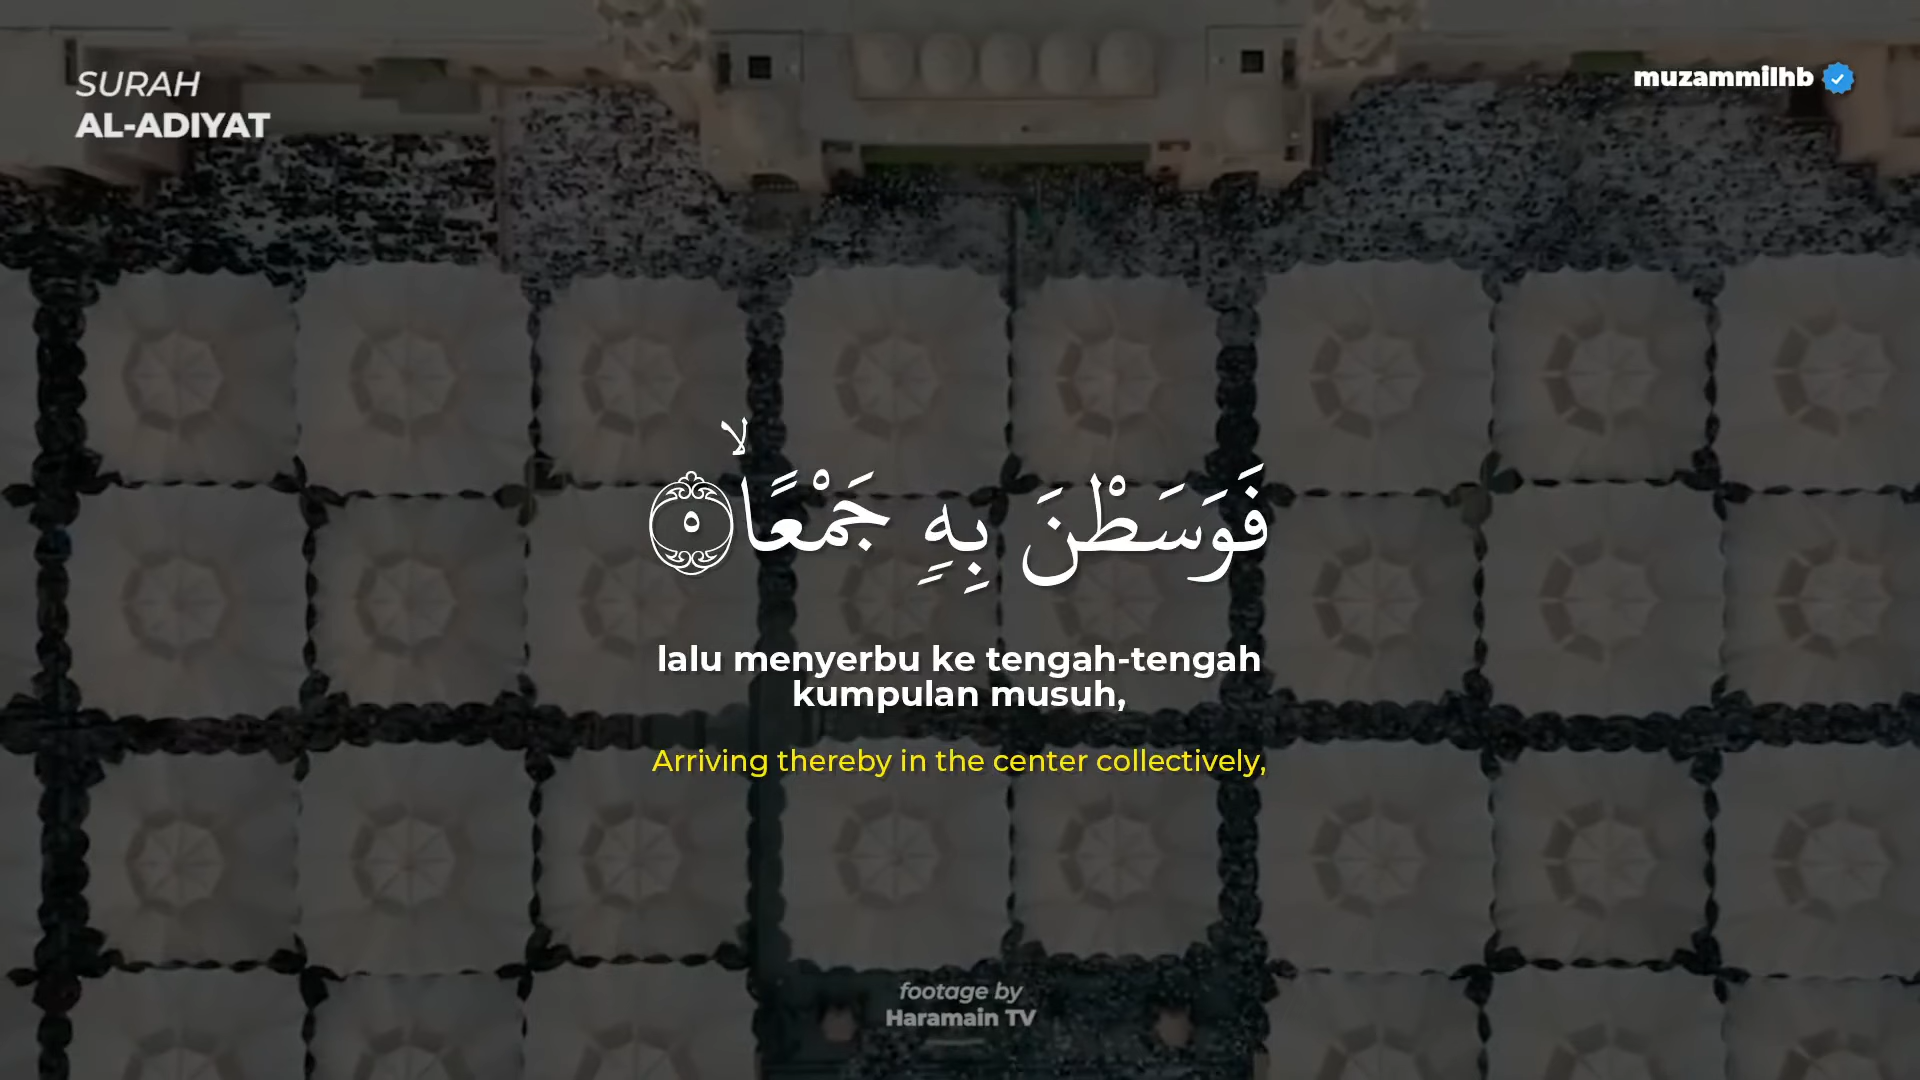 SURAH
AL-ADIYAT
muzammilhb
فَوَسَطْنَ بِهٖ جَمْعًاۙ ٥
lalu menyerbu ke tengah-tengah
kumpulan musuh,
Arriving thereby in the center collectively,
footage by
Haramain TV